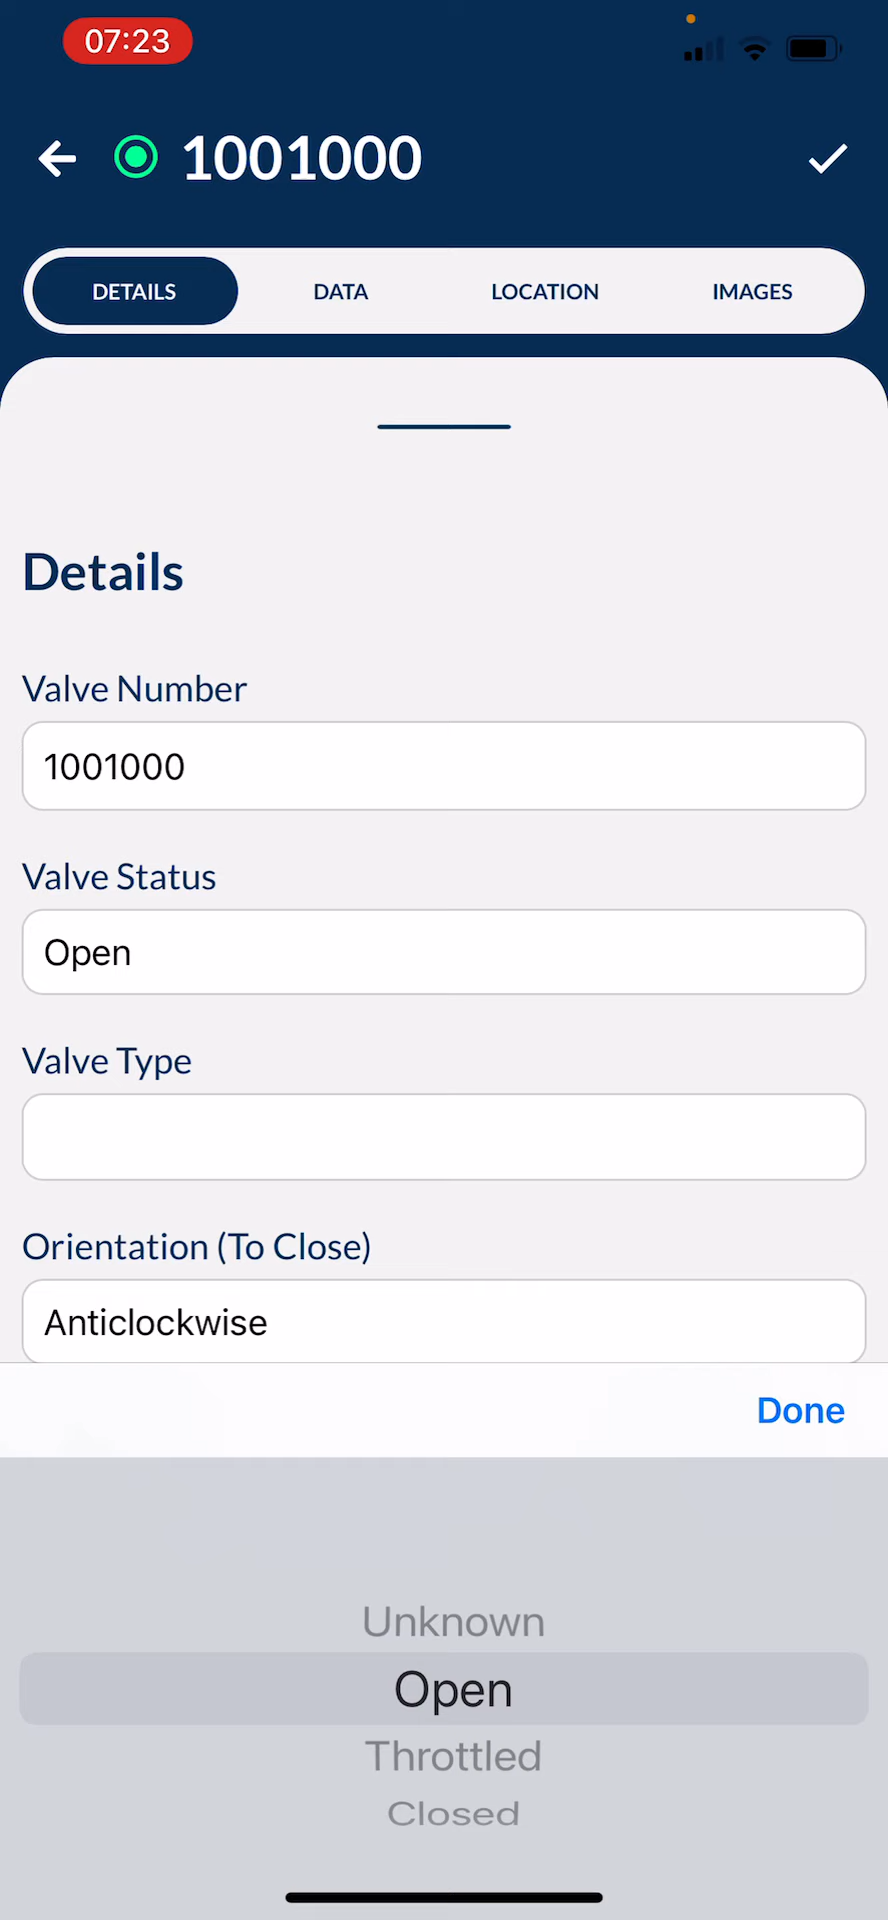 07:23
1001000
DETAILS DATA LOCATION IMAGES
Details
Valve Number
1001000
Valve Status
Open
Valve Type
Orientation (To Close)
Anticlockwise
Done
Unknown
Open
Throttled
Closed